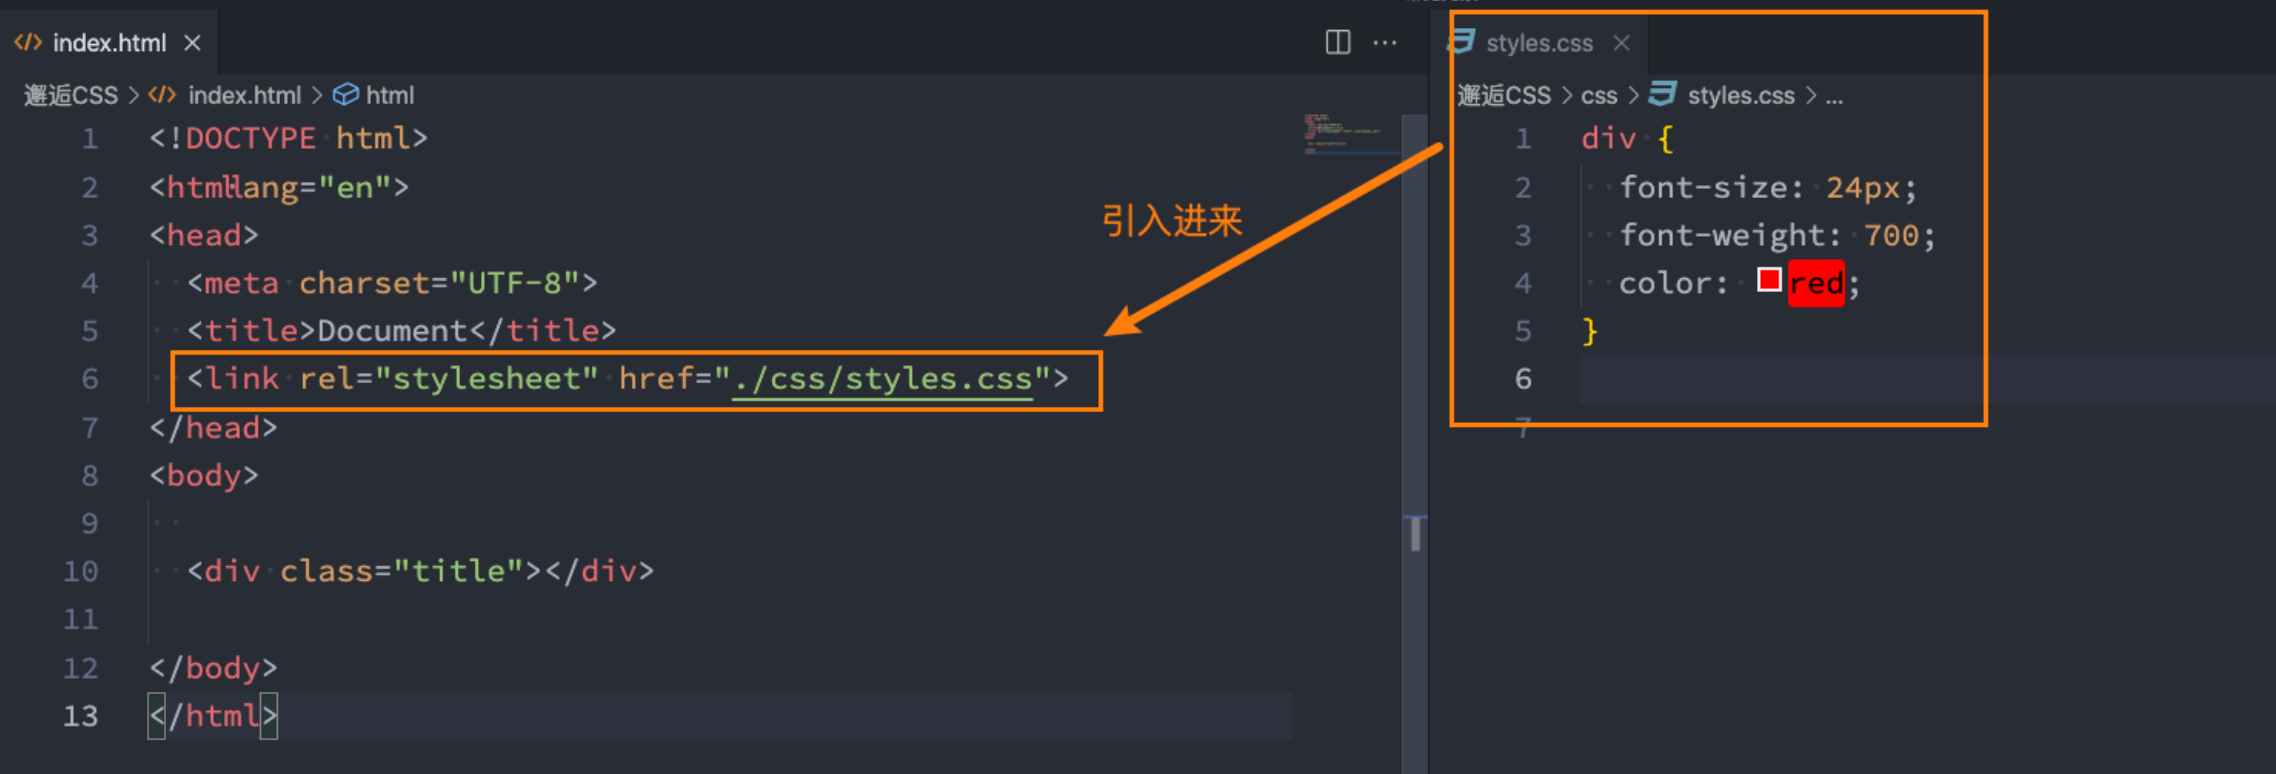 index.html
邂逅CSS > index.html > html
1 <!DOCTYPE html>
2 <html lang="en">
3 <head>
4 <meta charset="UTF-8">
5 <title>Document</title>
6 <link rel="stylesheet" href="./css/styles.css">
7 </head>
8 <body>
9
10 <div class="title"></div>
11
12 </body>
13 </html>
引入进来
styles.css
邂逅CSS > css > styles.css > ...
1 div {
2 font-size: 24px;
3 font-weight: 700;
4 color: red;
5 }
6
7